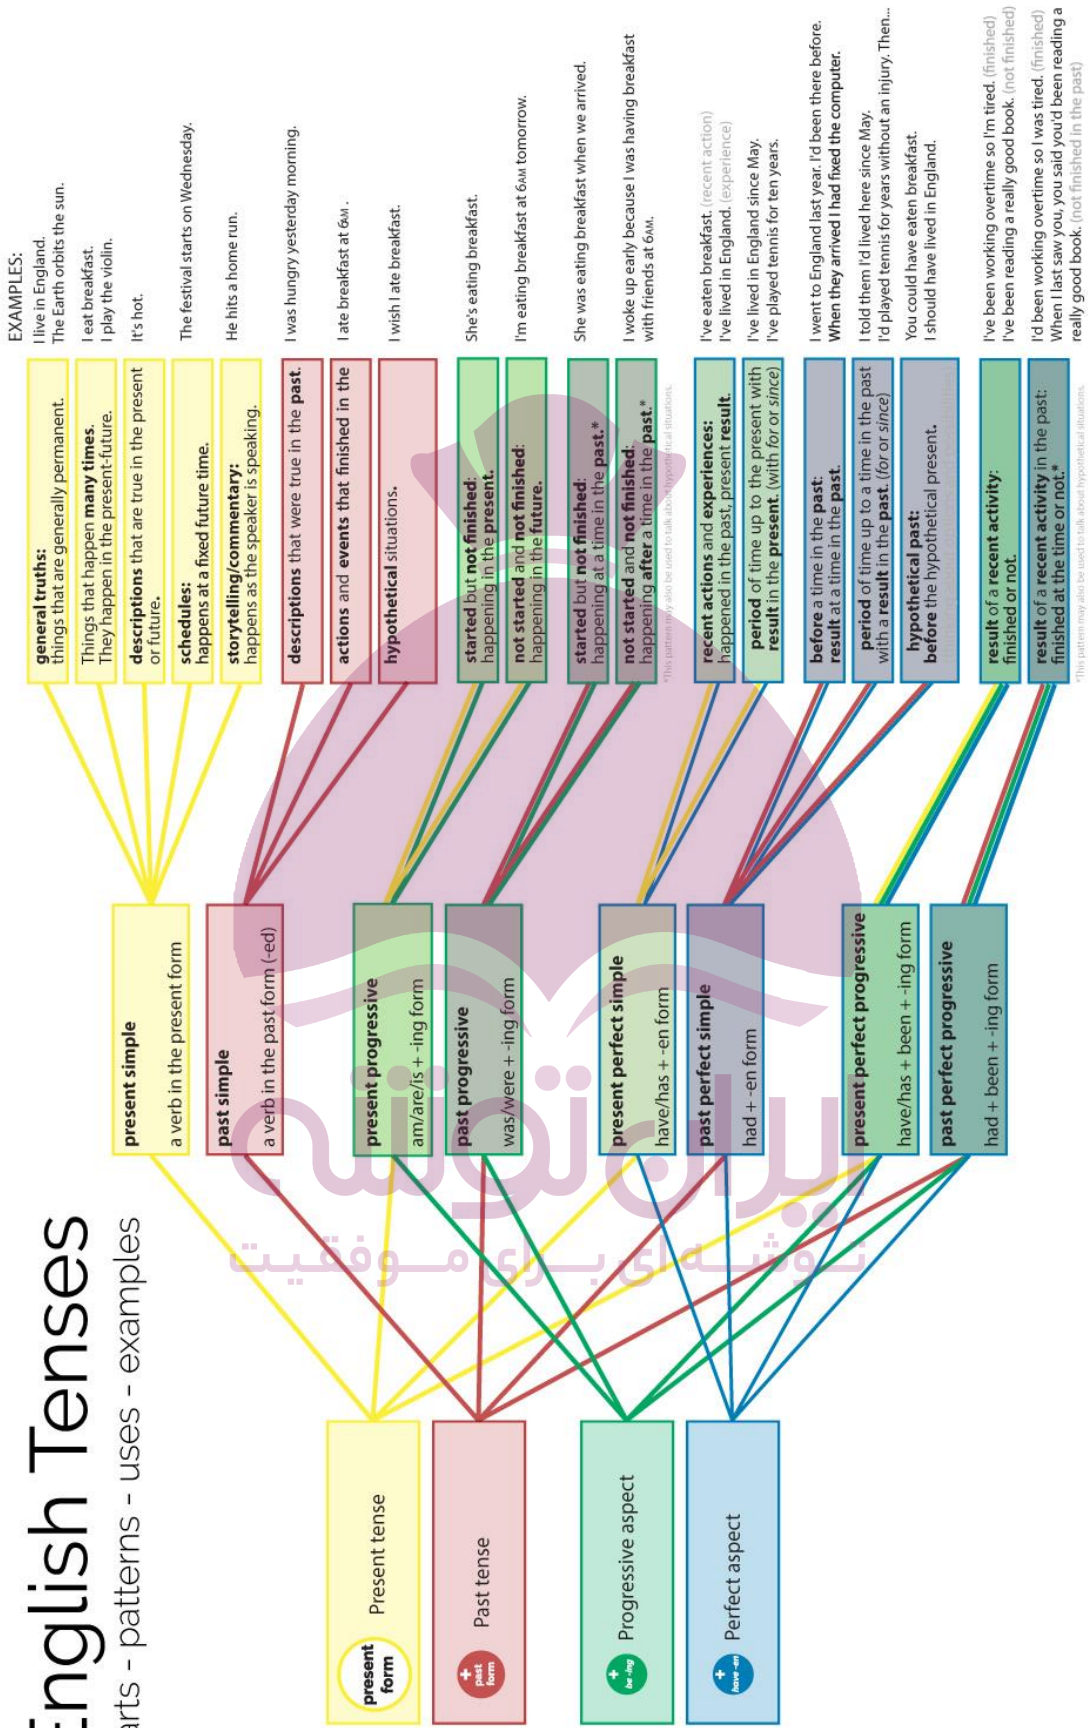 English Tenses
arts - patterns - uses - examples
present form
Present tense
+ past form
Past tense
+ be -ing
Progressive aspect
+ have -en
Perfect aspect
present simple
a verb in the present form
past simple
a verb in the past form (-ed)
present progressive
am/are/is + -ing form
past progressive
was/were + -ing form
present perfect simple
have/has + -en form
past perfect simple
had + -en form
present perfect progressive
have/has + been + -ing form
past perfect progressive
had + been + -ing form
general truths:
things that are generally permanent.
Things that happen many times.
They happen in the present-future.
descriptions that are true in the present
or future.
schedules:
happens at a fixed future time.
storytelling/commentary:
happens as the speaker is speaking.
descriptions that were true in the past.
actions and events that finished in the
hypothetical situations.
started but not finished:
happening in the present.
not started and not finished:
happening in the future.
started but not finished:
happening at a time in the past.*
not started and not finished:
happening after a time in the past.*
*This pattern may also be used to talk about hypothetical situations.
recent actions and experiences:
happened in the past, present result.
period of time up to the present with
result in the present. (with for or since)
before a time in the past:
result at a time in the past.
period of time up to a time in the past
with a result in the past. (for or since)
hypothetical past:
before the hypothetical present.
result of a recent activity:
finished or not.
result of a recent activity in the past:
finished at the time or not.*
*This pattern may also be used to talk about hypothetical situations.
EXAMPLES:
I live in England.
The Earth orbits the sun.
I eat breakfast.
I play the violin.
It's hot.
The festival starts on Wednesday.
He hits a home run.
I was hungry yesterday morning.
I ate breakfast at 6AM.
I wish I ate breakfast.
She's eating breakfast.
I'm eating breakfast at 6AM tomorrow.
She was eating breakfast when we arrived.
I woke up early because I was having breakfast
with friends at 6AM.
I've eaten breakfast. (recent action)
I've lived in England. (experience)
I've lived in England since May.
I've played tennis for ten years.
I went to England last year. I'd been there before.
When they arrived I had fixed the computer.
I told them I'd lived here since May.
I'd played tennis for years without an injury. Then...
You could have eaten breakfast.
I should have lived in England.
I've been working overtime so I'm tired. (finished)
I've been reading a really good book. (not finished)
I'd been working overtime so I was tired. (finished)
When I last saw you, you said you'd been reading a
really good book. (not finished in the past)
ایران توشه
توشه‌ای برای موفقیت